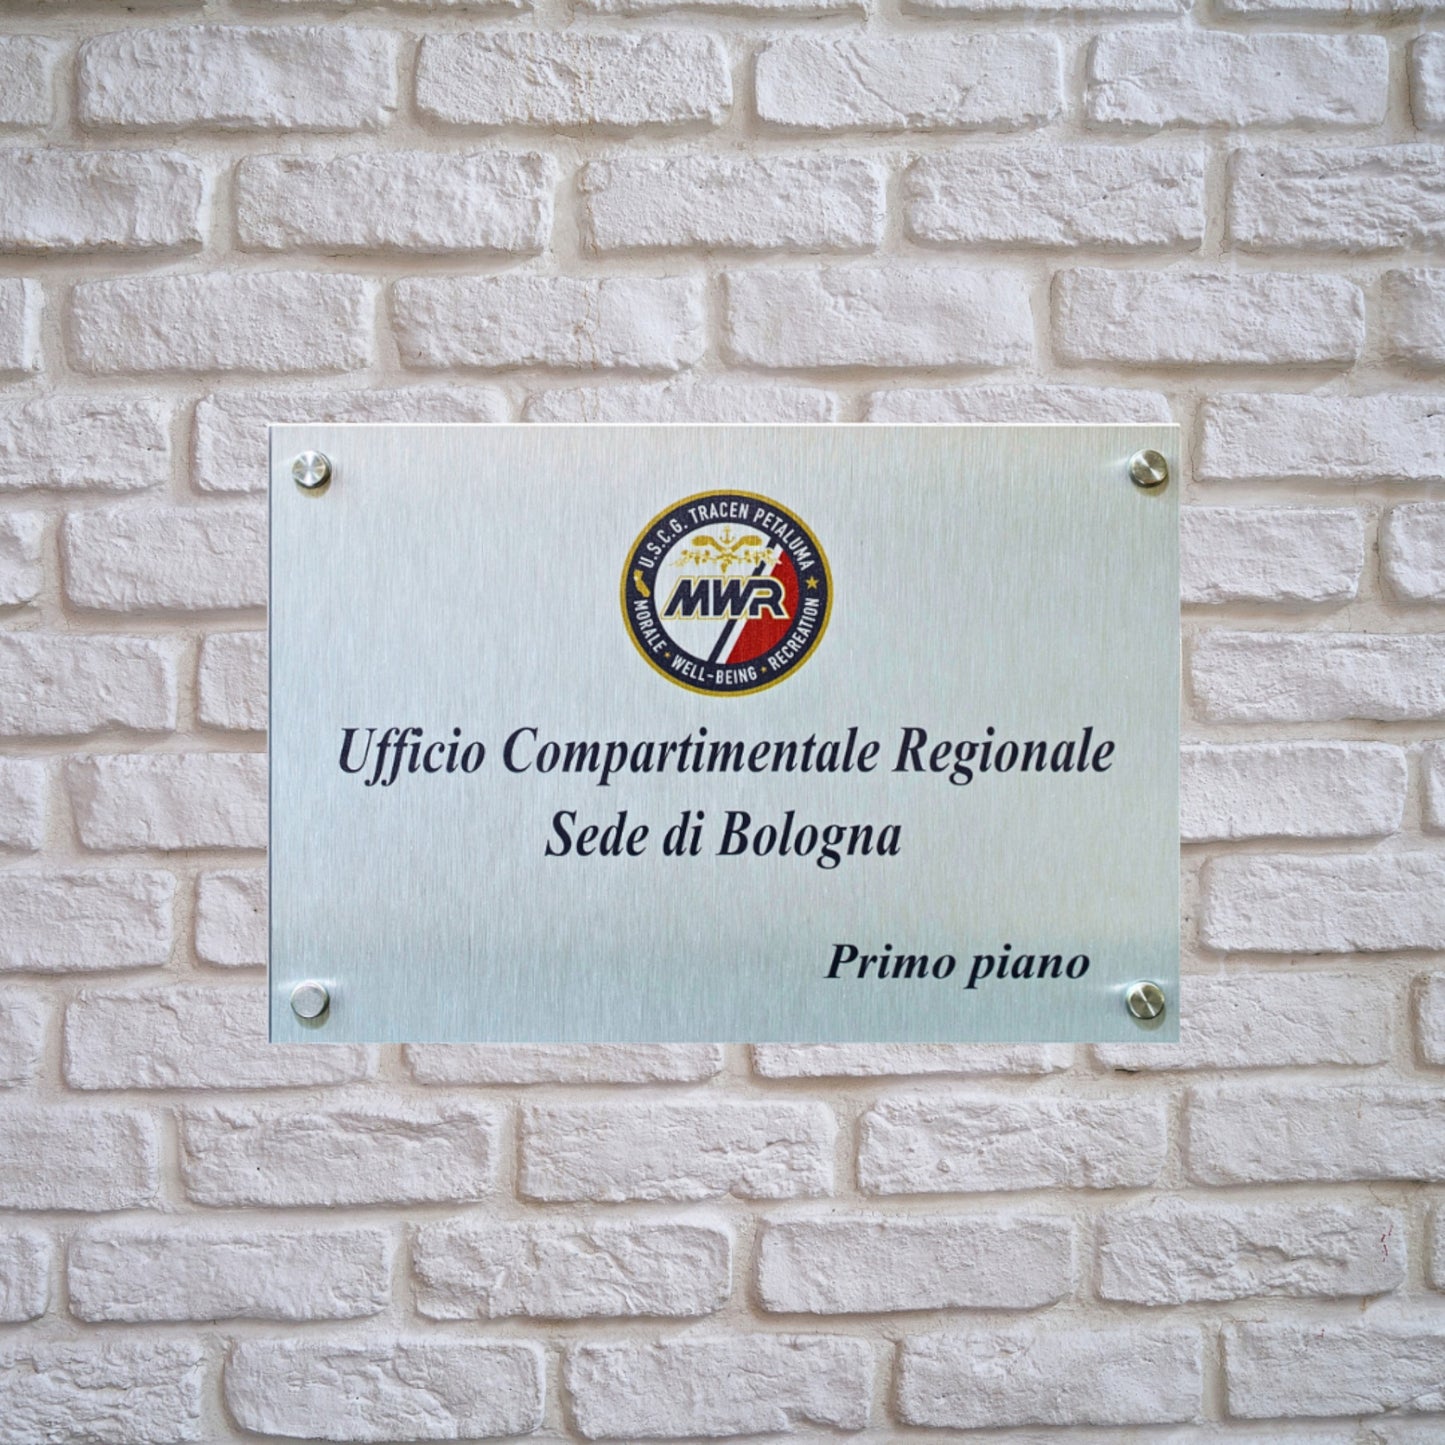 U.S.C.G. TRACEN PETALUMA
MWR
MORALE • WELL-BEING • RECREATION
Ufficio Compartimentale Regionale
Sede di Bologna
Primo piano